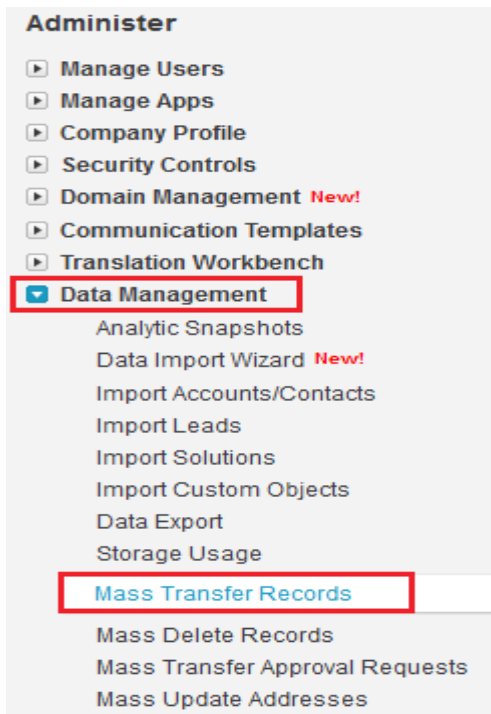 Administer
Manage Users
Manage Apps
Company Profile
Security Controls
Domain Management New!
Communication Templates
Translation Workbench
Data Management
Analytic Snapshots
Data Import Wizard New!
Import Accounts/Contacts
Import Leads
Import Solutions
Import Custom Objects
Data Export
Storage Usage
Mass Transfer Records
Mass Delete Records
Mass Transfer Approval Requests
Mass Update Addresses